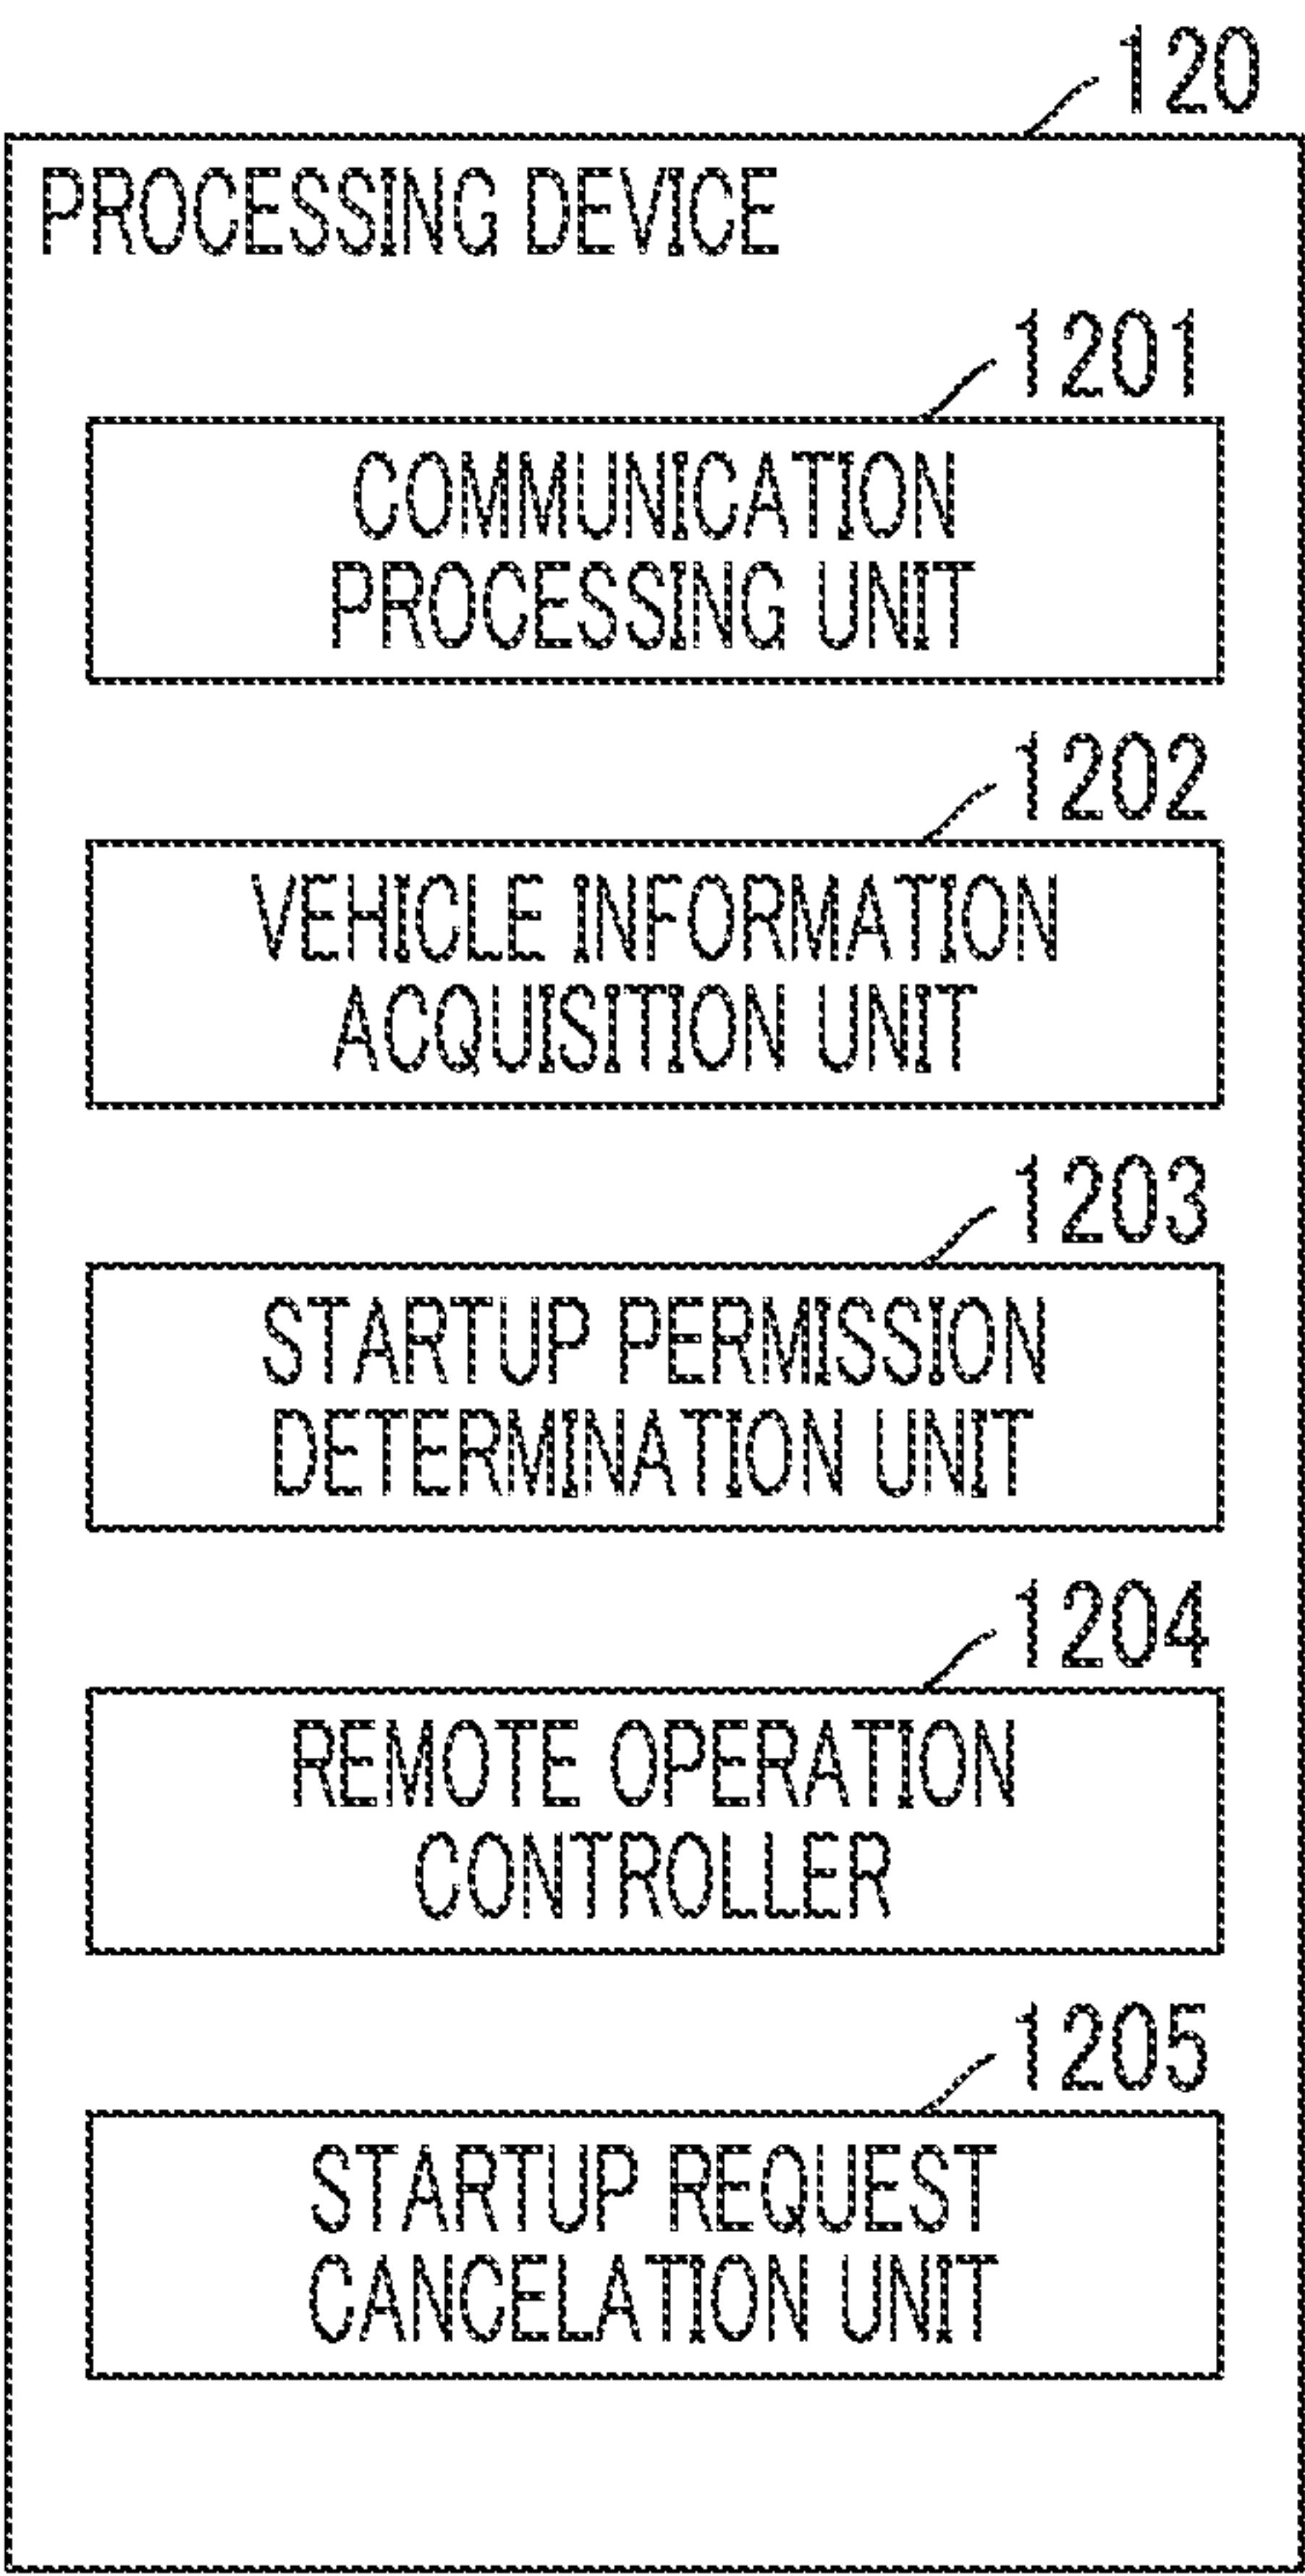 120
PROCESSING DEVICE
1201
COMMUNICATION
PROCESSING UNIT
1202
VEHICLE INFORMATION
ACQUISITION UNIT
1203
STARTUP PERMISSION
DETERMINATION UNIT
1204
REMOTE OPERATION
CONTROLLER
1205
STARTUP REQUEST
CANCELATION UNIT